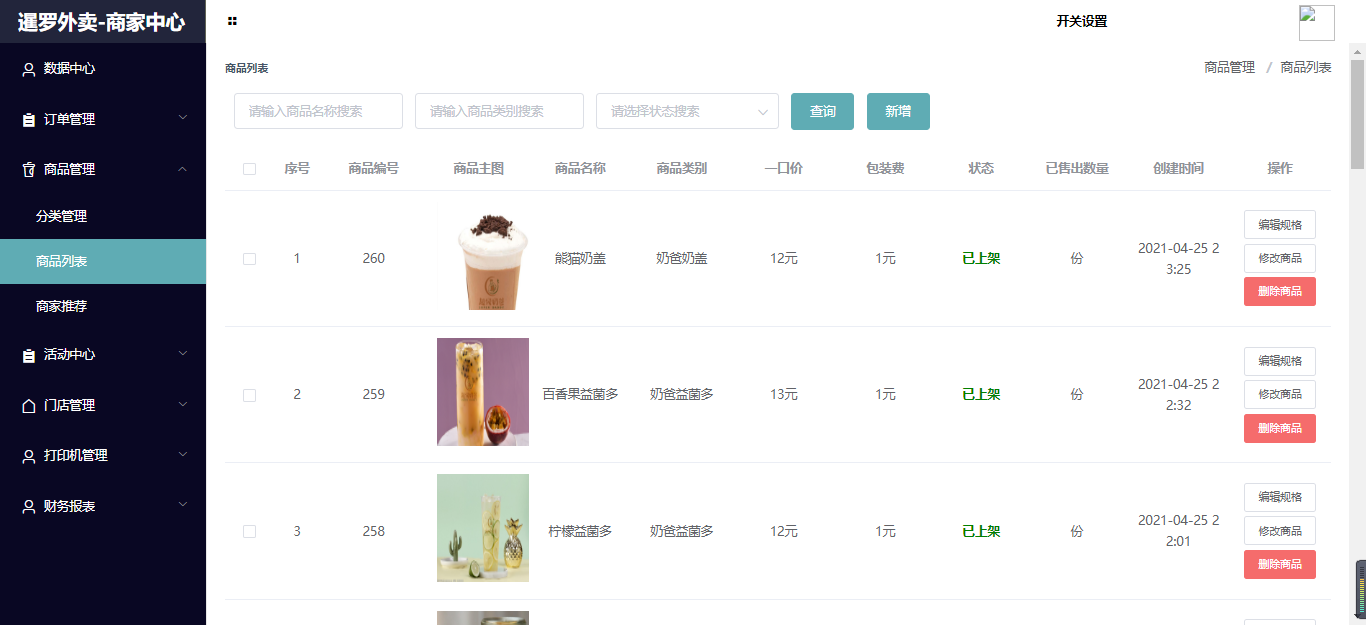 暹罗外卖-商家中心
开关设置
数据中心
订单管理
商品管理
分类管理
商品列表
商家推荐
活动中心
门店管理
打印机管理
财务报表
商品列表
商品管理 / 商品列表
请输入商品名称搜索 请输入商品类别搜索 请选择状态搜索 查询 新增
序号 商品编号 商品主图 商品名称 商品类别 一口价 包装费 状态 已售出数量 创建时间 操作
1 260 熊猫奶盖 奶爸奶盖 12元 1元 已上架 份 2021-04-25 2
3:25
编辑规格
修改商品
删除商品
2 259 百香果益菌多 奶爸益菌多 13元 1元 已上架 份 2021-04-25 2
2:32
编辑规格
修改商品
删除商品
3 258 柠檬益菌多 奶爸益菌多 12元 1元 已上架 份 2021-04-25 2
2:01
编辑规格
修改商品
删除商品